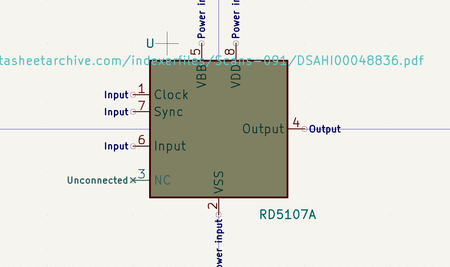 Power in
Power in
U
5
8
tasheetarchive.com/indexerfiles/Scans-091/DSAHI00048836.pdf
VBB
VDD
Input
1
Clock
Input
7
Sync
Output
4
Output
Input
6
Input
Unconnected
3
NC
VSS
2
RD5107A
ower input